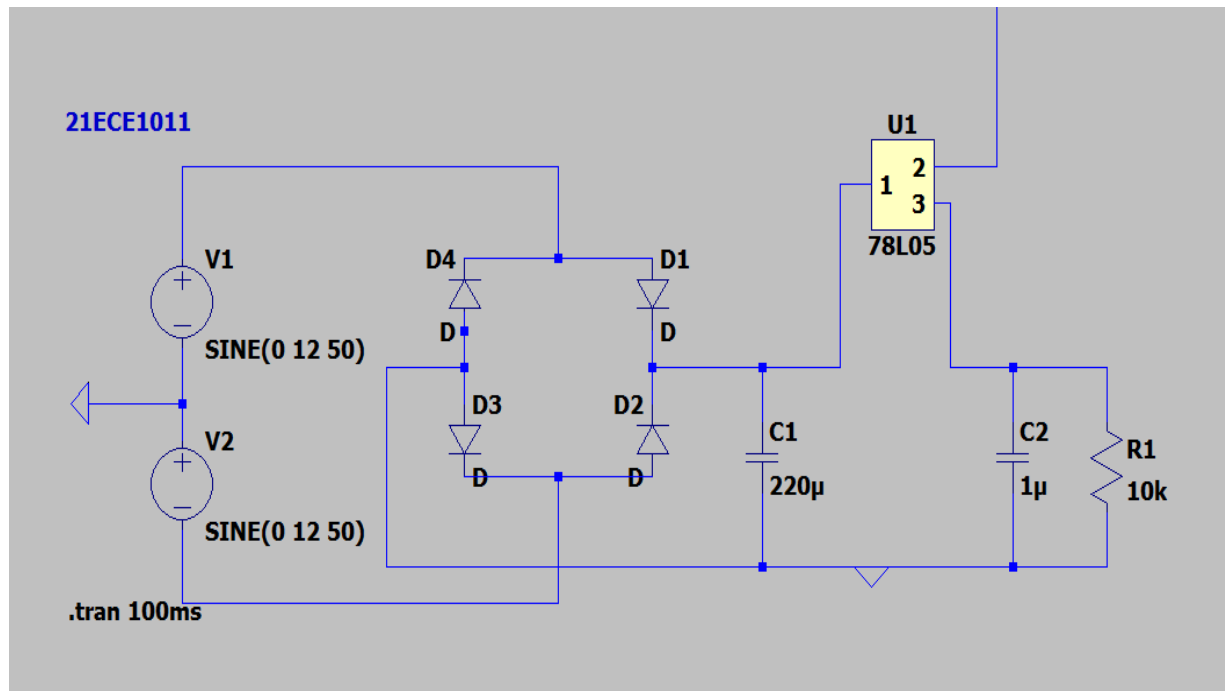 21ECE1011
U1
2
1
3
78L05
V1
SINE(0 12 50)
D4
D
D1
D
D3
D
D2
D
V2
SINE(0 12 50)
C1
220µ
C2
1µ
R1
10k
.tran 100ms